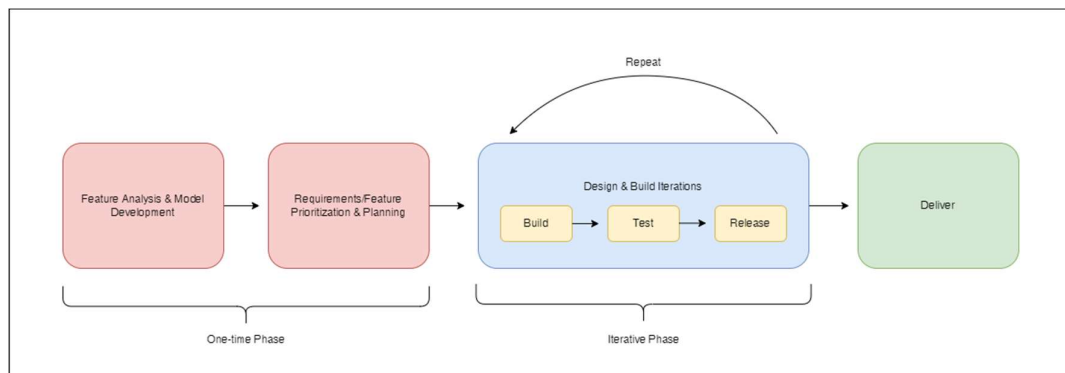 Repeat
Feature Analysis & Model
Development
Requirements/Feature
Prioritization & Planning
Design & Build Iterations
Build
Test
Release
Deliver
One-time Phase
Iterative Phase